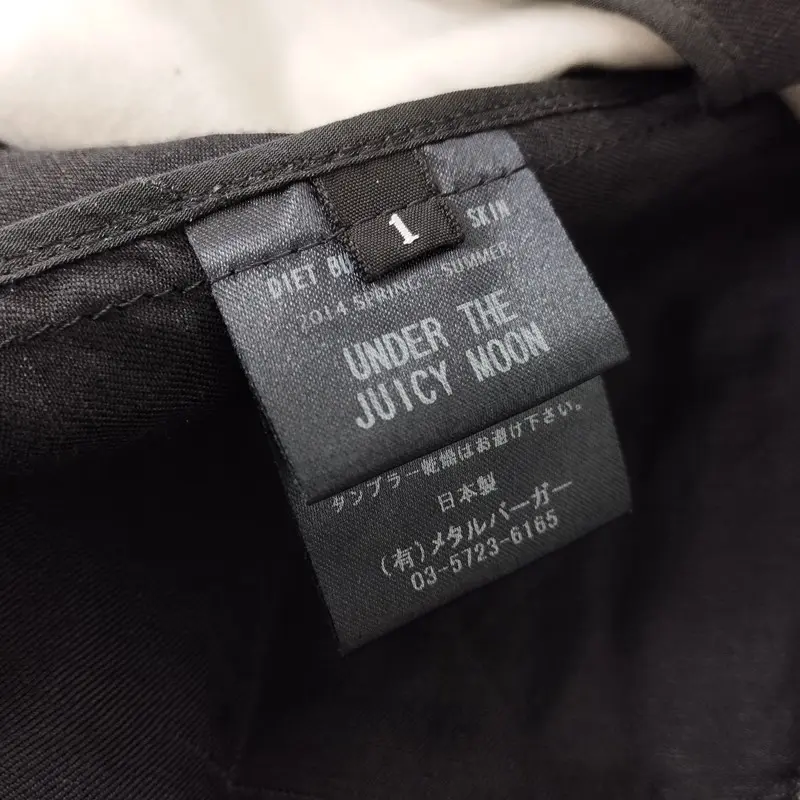 1
DIET SKIN
2014 SPRING - SUMMER
UNDER THE
JUICY MOON
タンブラー乾燥はお避け下さい。
日本製
(有)メタルバーガー
03-5723-6165